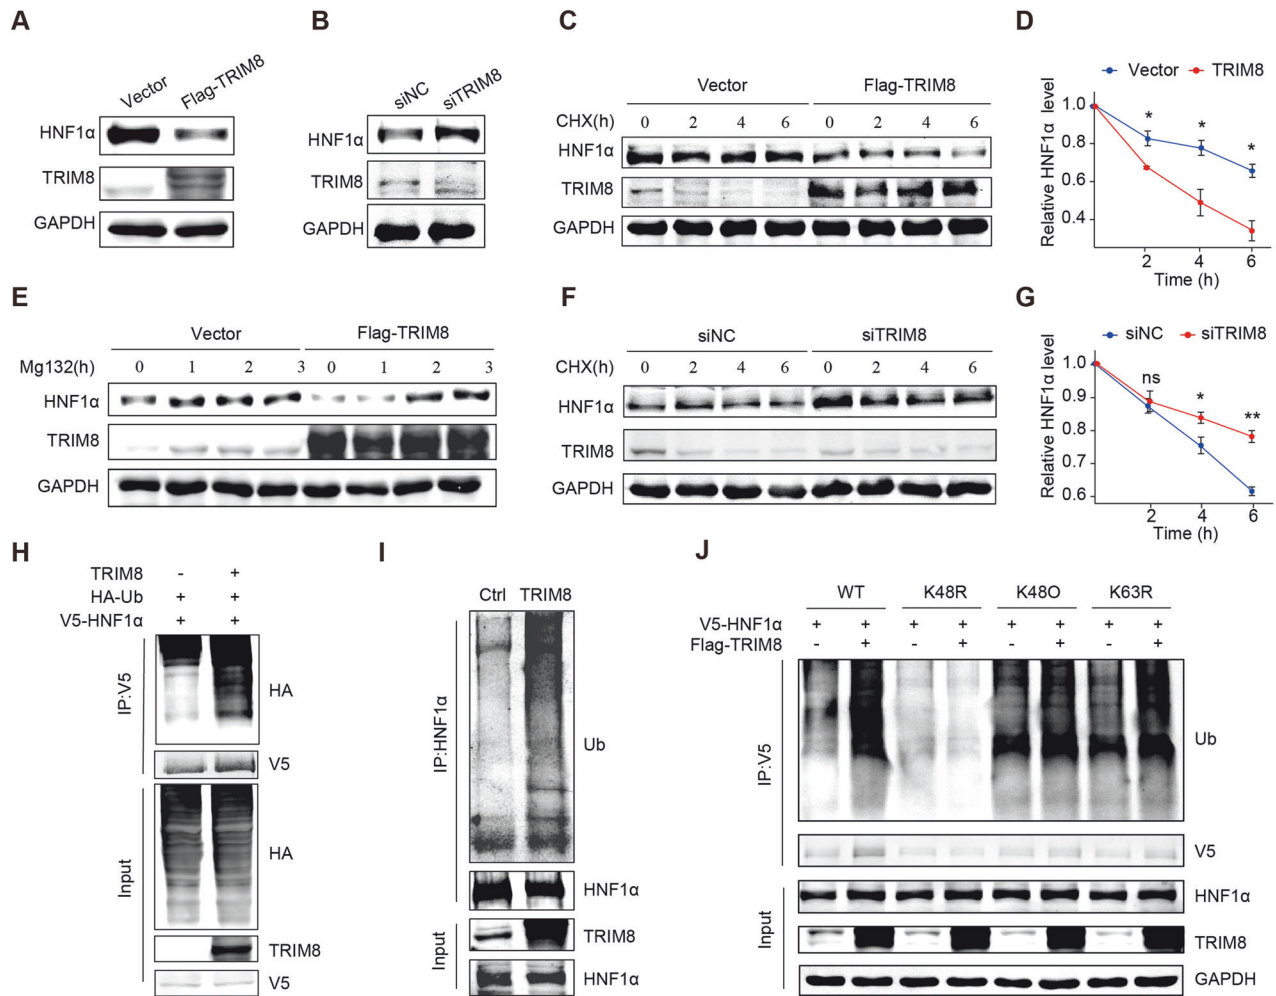 A
Vector Flag-TRIM8
HNF1α
TRIM8
GAPDH
B
siNC siTRIM8
HNF1α
TRIM8
GAPDH
C
Vector Flag-TRIM8
CHX(h) 0 2 4 6 0 2 4 6
HNF1α
TRIM8
GAPDH
D
Vector TRIM8
Relative HNF1α level
1.0
0.8
0.6
0.4
* * *
2 4 6
Time (h)
E
Vector Flag-TRIM8
Mg132(h) 0 1 2 3 0 1 2 3
HNF1α
TRIM8
GAPDH
F
siNC siTRIM8
CHX(h) 0 2 4 6 0 2 4 6
HNF1α
TRIM8
GAPDH
G
siNC siTRIM8
Relative HNF1α level
1.0
0.9
0.8
0.7
0.6
ns * **
2 4 6
Time (h)
H
TRIM8 - +
HA-Ub + +
V5-HNF1α + +
IP:V5
HA
V5
Input
HA
TRIM8
V5
I
Ctrl TRIM8
IP:HNF1α
Ub
HNF1α
Input
TRIM8
HNF1α
J
WT K48R K48O K63R
V5-HNF1α + + + + + + + +
Flag-TRIM8 - + - + - + - +
IP:V5
Ub
V5
Input
HNF1α
TRIM8
GAPDH